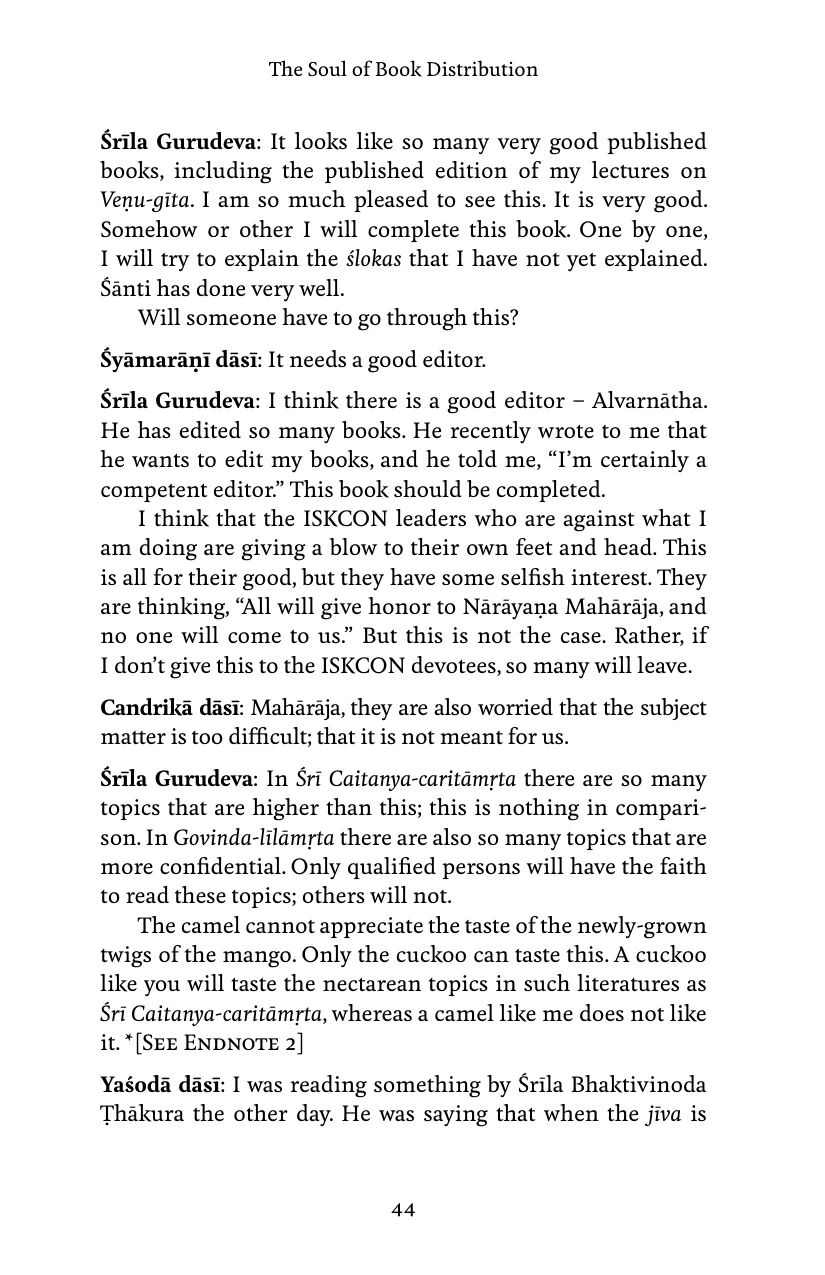 The Soul of Book Distribution
Śrīla Gurudeva: It looks like so many very good published
books, including the published edition of my lectures on
Veṇu-gīta. I am so much pleased to see this. It is very good.
Somehow or other I will complete this book. One by one,
I will try to explain the ślokas that I have not yet explained.
Śānti has done very well.
Will someone have to go through this?
Śyāmarāṇī dāsī: It needs a good editor.
Śrīla Gurudeva: I think there is a good editor – Alvarnātha.
He has edited so many books. He recently wrote to me that
he wants to edit my books, and he told me, “I’m certainly a
competent editor.” This book should be completed.
I think that the ISKCON leaders who are against what I
am doing are giving a blow to their own feet and head. This
is all for their good, but they have some selfish interest. They
are thinking, “All will give honor to Nārāyaṇa Mahārāja, and
no one will come to us.” But this is not the case. Rather, if
I don’t give this to the ISKCON devotees, so many will leave.
Candrikā dāsī: Mahārāja, they are also worried that the subject
matter is too difficult; that it is not meant for us.
Śrīla Gurudeva: In Śrī Caitanya-caritāmṛta there are so many
topics that are higher than this; this is nothing in compari-
son. In Govinda-līlāmṛta there are also so many topics that are
more confidential. Only qualified persons will have the faith
to read these topics; others will not.
The camel cannot appreciate the taste of the newly-grown
twigs of the mango. Only the cuckoo can taste this. A cuckoo
like you will taste the nectarean topics in such literatures as
Śrī Caitanya-caritāmṛta, whereas a camel like me does not like
it. *[See Endnote 2]
Yaśodā dāsī: I was reading something by Śrīla Bhaktivinoda
Ṭhākura the other day. He was saying that when the jīva is
44